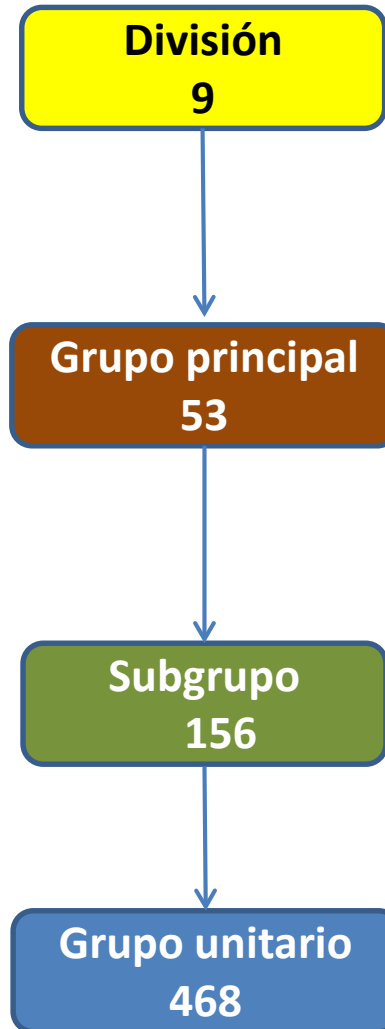 División
9
Grupo principal
53
Subgrupo
156
Grupo unitario
468